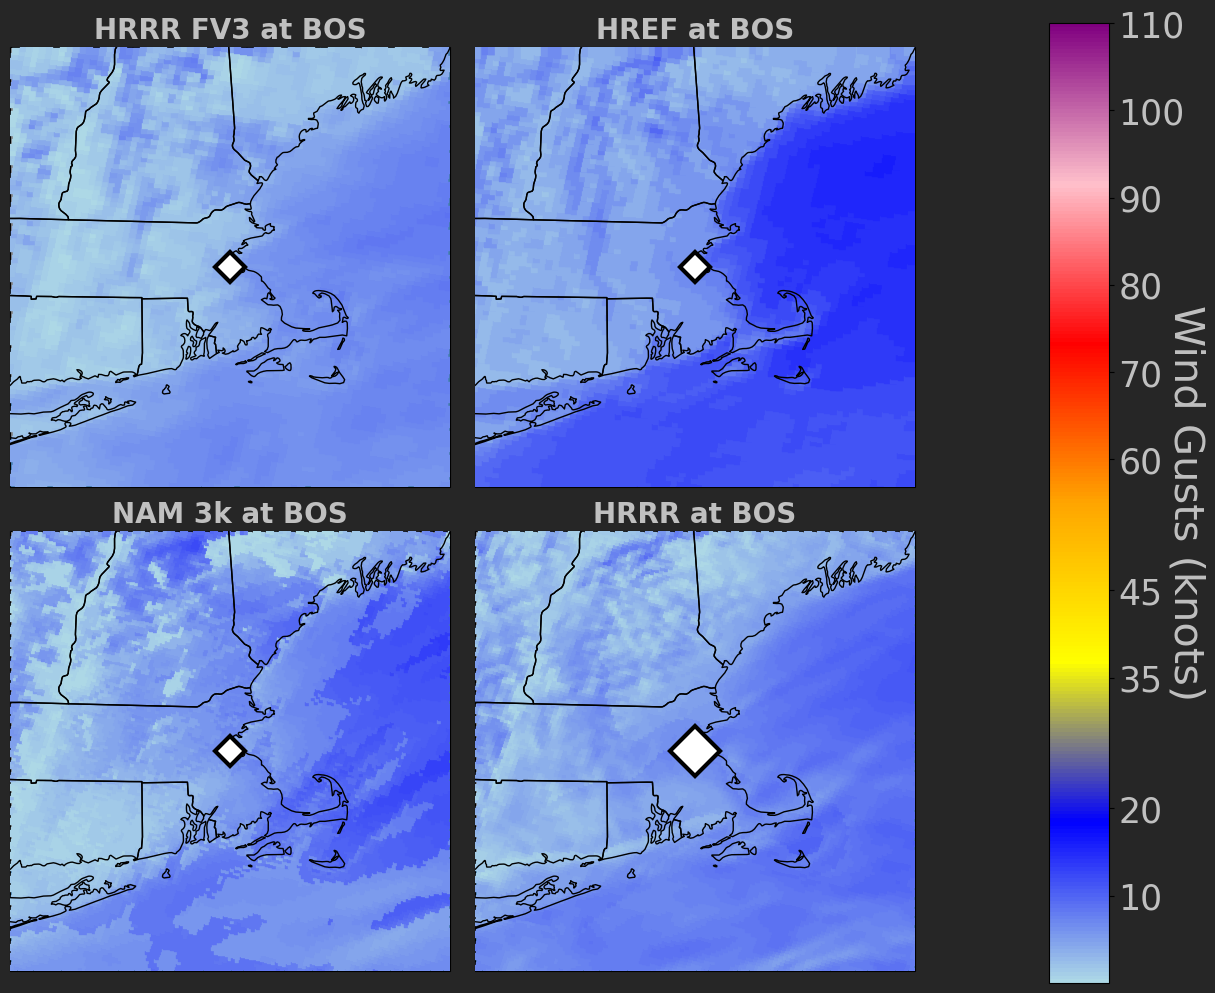 HRRR FV3 at BOS
HREF at BOS
NAM 3k at BOS
HRRR at BOS
110
100
90
80
70
60
45
35
20
10
Wind Gusts (knots)